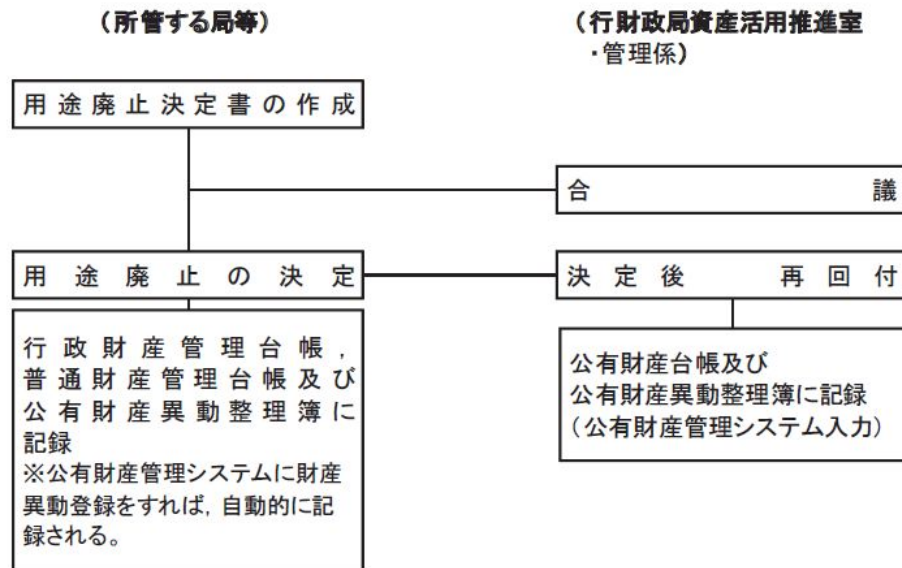 （所管する局等）
（行財政局資産活用推進室
・管理係）
用途廃止決定書の作成
合議
用途廃止の決定
決定後　再回付
行政財産管理台帳，
普通財産管理台帳及び
公有財産異動整理簿に
記録
※公有財産管理システムに財産
異動登録をすれば，自動的に記
録される。
公有財産台帳及び
公有財産異動整理簿に記録
（公有財産管理システム入力）